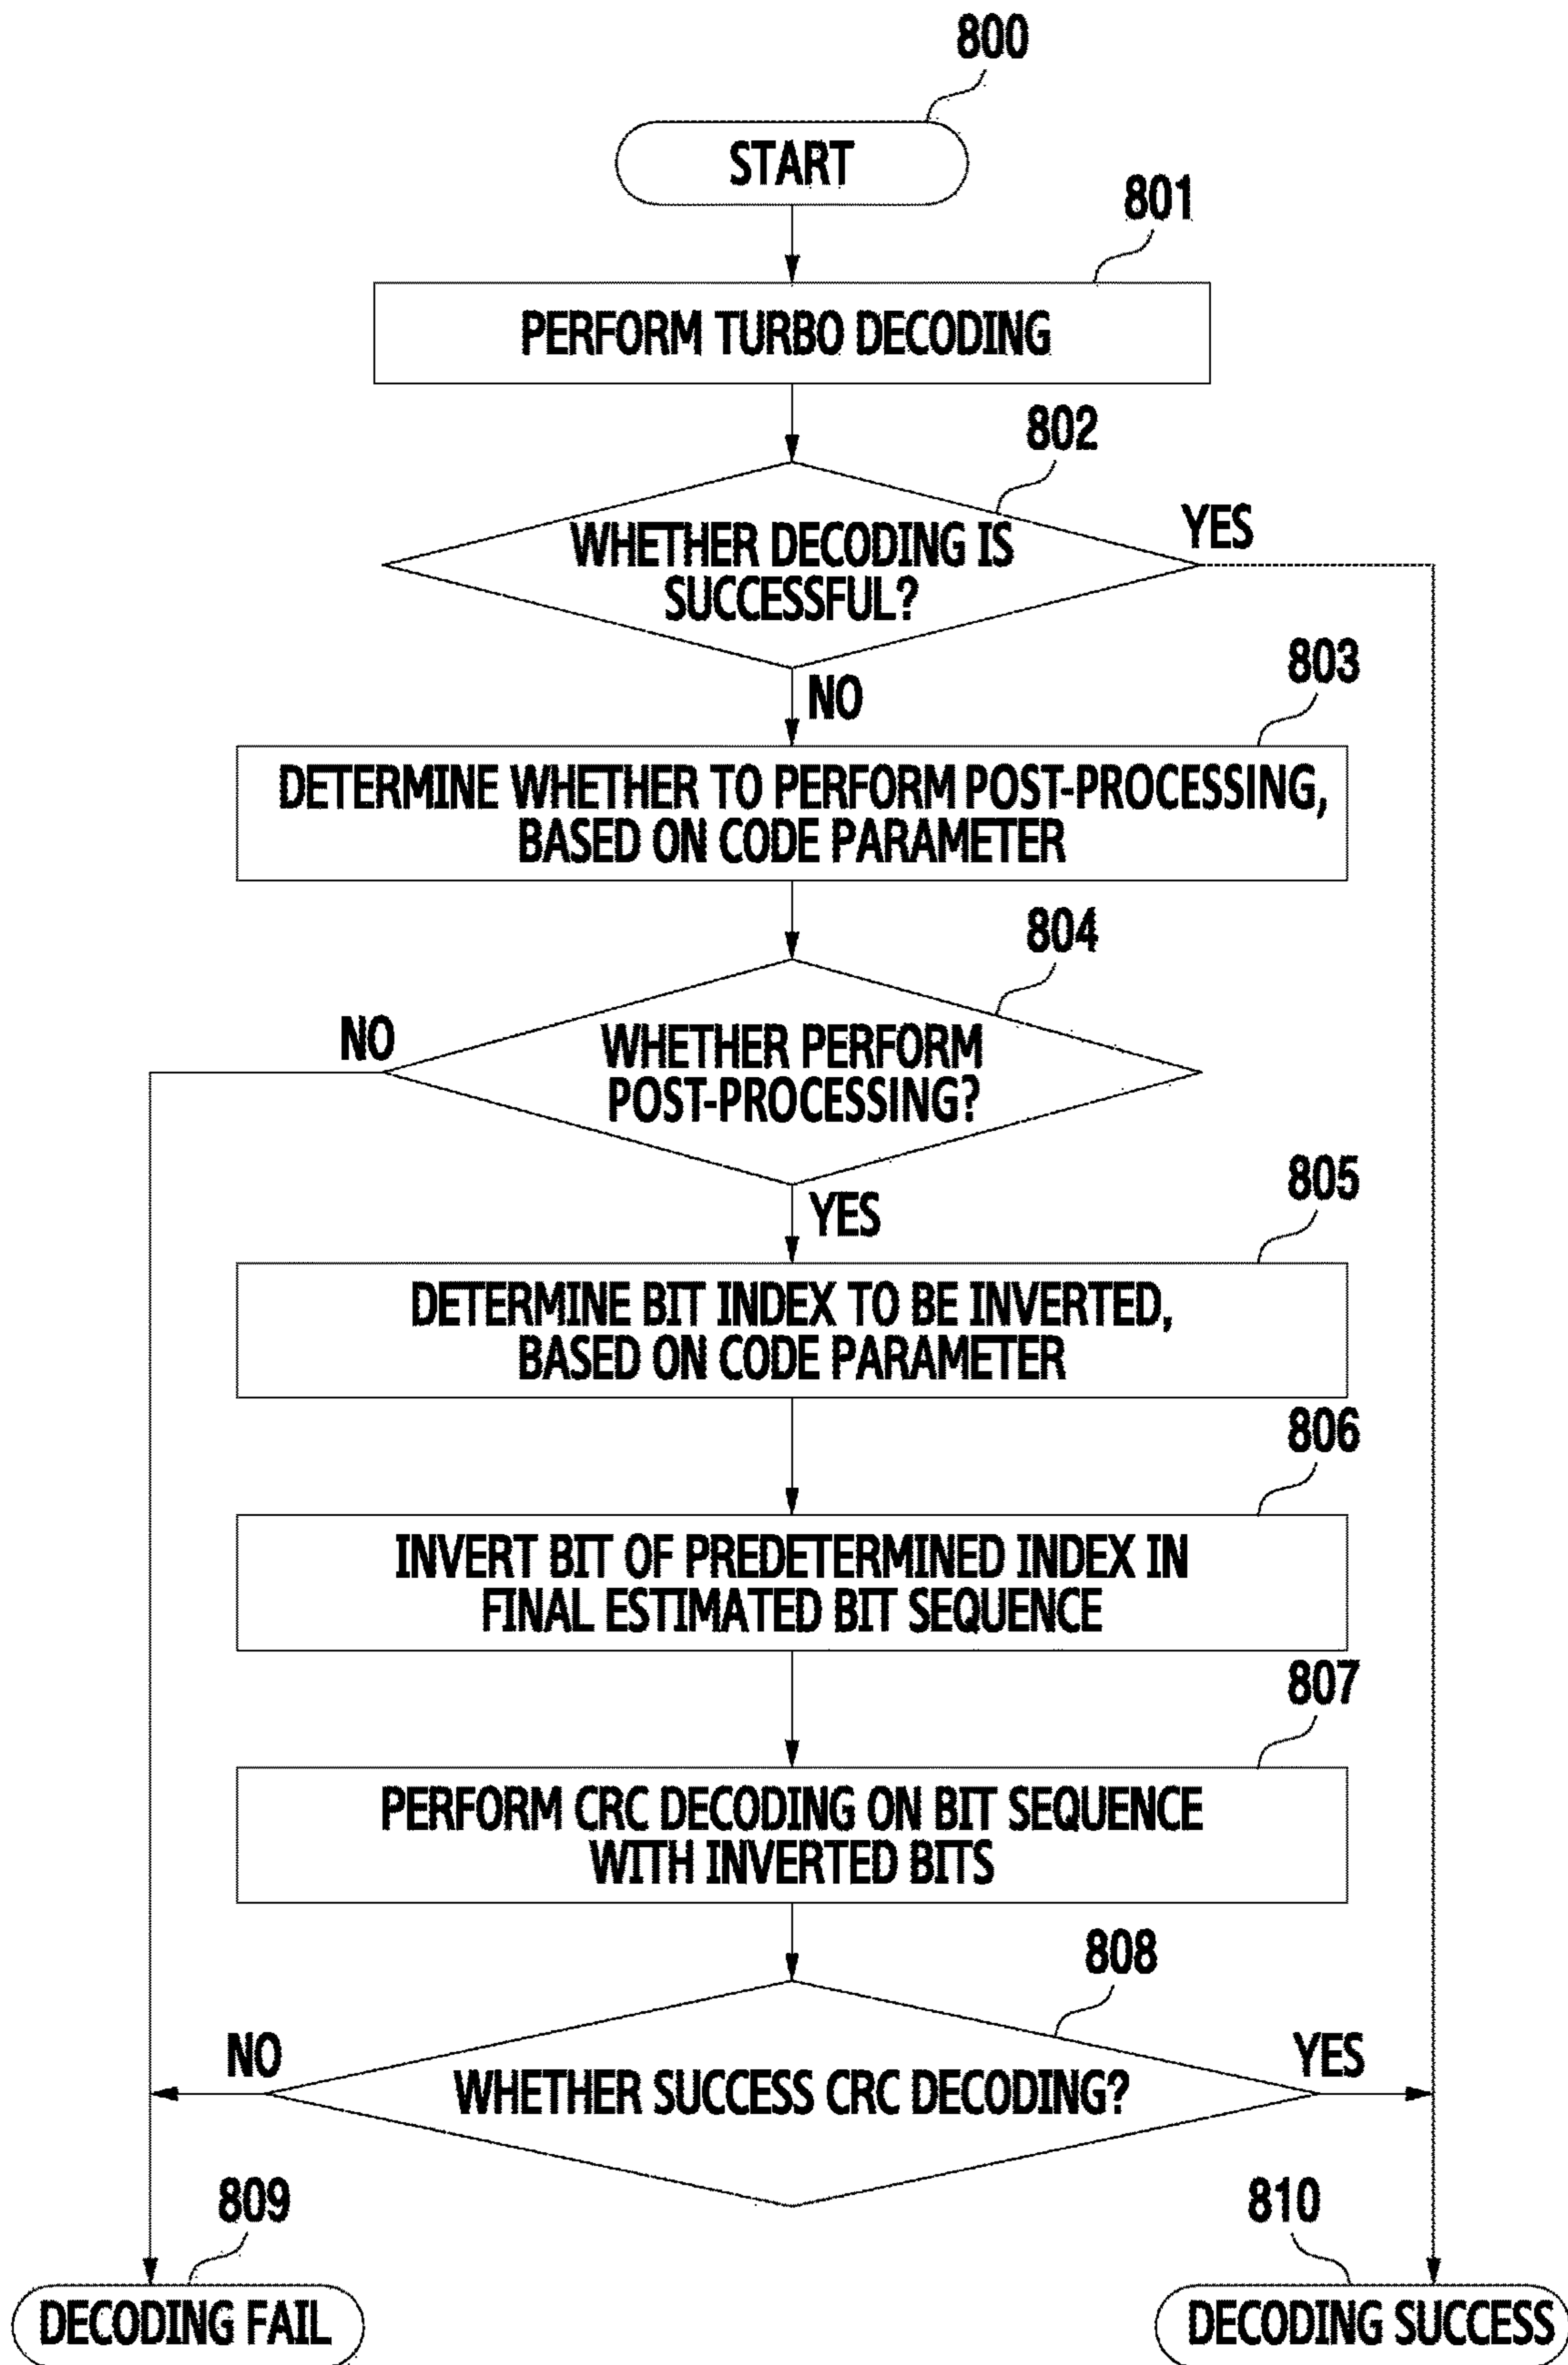 800
START
801
PERFORM TURBO DECODING
802
WHETHER DECODING IS
SUCCESSFUL?
YES
NO
803
DETERMINE WHETHER TO PERFORM POST-PROCESSING,
BASED ON CODE PARAMETER
804
NO
WHETHER PERFORM
POST-PROCESSING?
YES
805
DETERMINE BIT INDEX TO BE INVERTED,
BASED ON CODE PARAMETER
806
INVERT BIT OF PREDETERMINED INDEX IN
FINAL ESTIMATED BIT SEQUENCE
807
PERFORM CRC DECODING ON BIT SEQUENCE
WITH INVERTED BITS
808
NO
WHETHER SUCCESS CRC DECODING?
YES
809
DECODING FAIL
810
DECODING SUCCESS